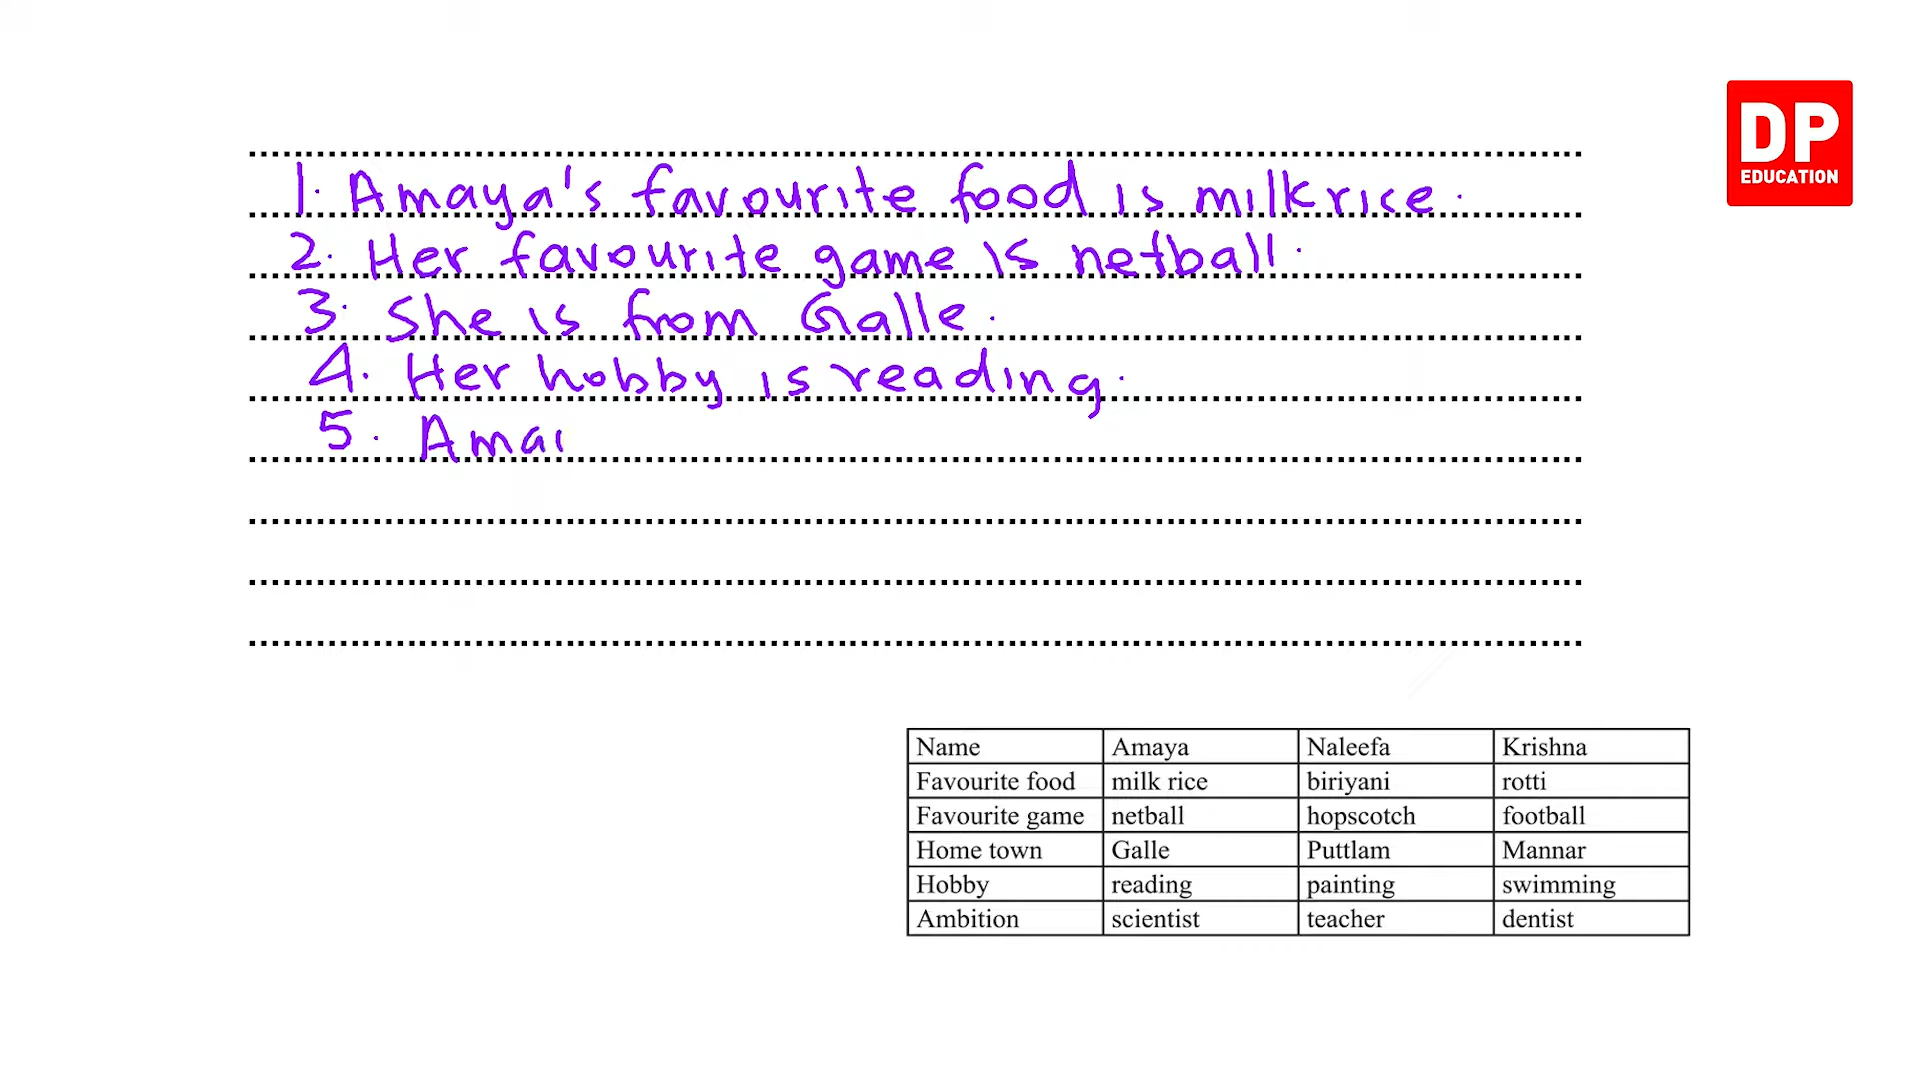 DP
EDUCATION
1. Amaya's favourite food is milkrice.
2. Her favourite game is netball.
3. She is from Galle.
4. Her hobby is reading.
5. Amai
Name Amaya Naleefa Krishna
Favourite food milk rice biriyani rotti
Favourite game netball hopscotch football
Home town Galle Puttlam Mannar
Hobby reading painting swimming
Ambition scientist teacher dentist